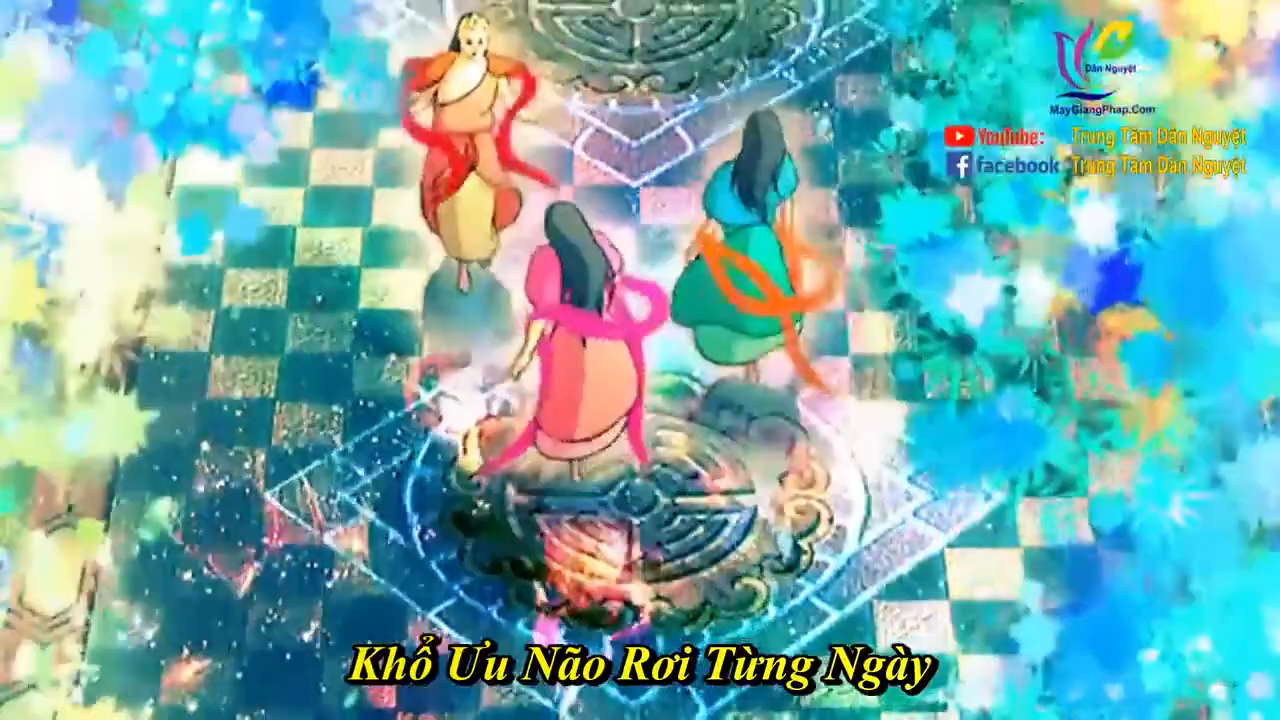 Dân Nguyệt
MayGiangPhap.Com
YouTube: Trung Tâm Dân Nguyệt
facebook Trung Tâm Dân Nguyệt
Khổ Ưu Não Rơi Từng Ngày